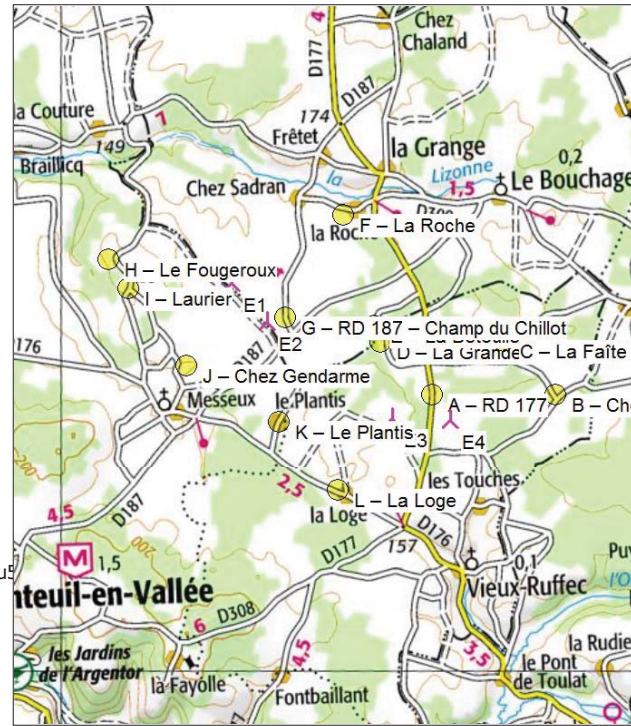 Chez
Chaland
4
D177
D187
la Couture
7
174
149
Frêtet
la Grange
Braillicq
Lizonne
0,2
Chez Sadran
la
1,5
Le Bouchage
la Roche
F – La Roche
H – Le Fougeroux
I – Laurier
E1
G – RD 187 – Champ du Chillot
E2
D – La Grande
C – La Faîte
176
D187
J – Chez Gendarme
Messeux
le Plantis
A – RD 177
B – Ch
K – Le Plantis
E3
E4
200
les Touches
2,5
L – La Loge
la Loge
4,5
D187
200
D177
157
D176
M
1,5
0,1
Vieux-Ruffec
nteuil-en-Vallée
D308
6
les Jardins
de l'Argentor
4,5
3,5
la Rudie
le Pont
de Toulat
la Fayolle
Fontbaillant